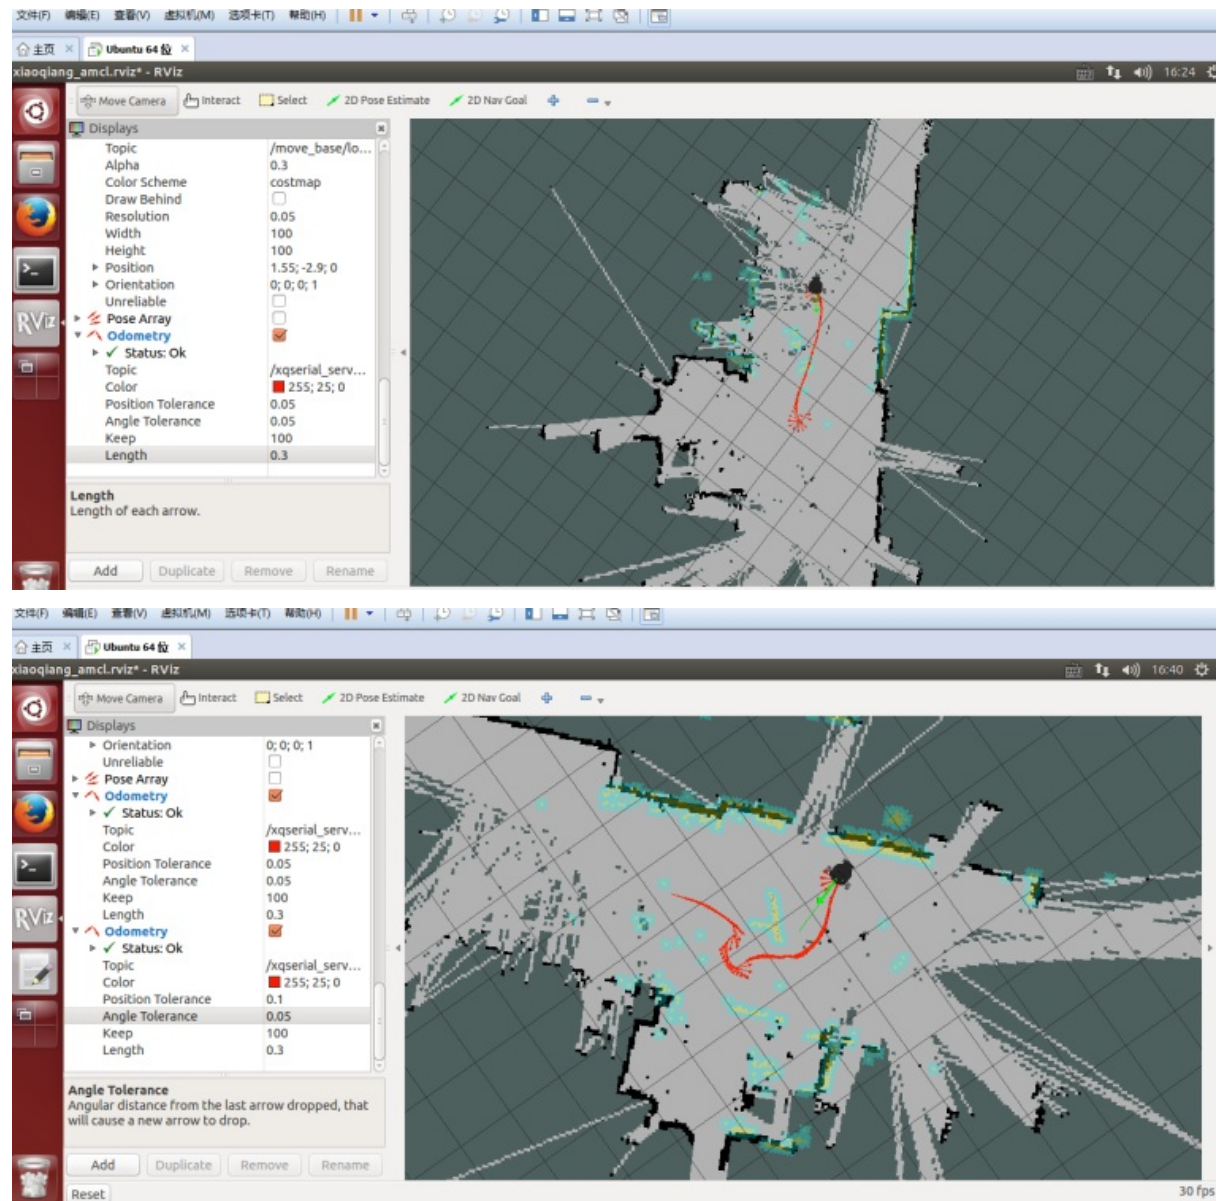 文件(F) 编辑(E) 查看(V) 虚拟机(M) 选项卡(T) 帮助(H)
主页 × Ubuntu 64 位 ×
xiaoqiang_amcl.rviz* - RViz 16:24
Move Camera Interact Select 2D Pose Estimate 2D Nav Goal
Displays
Topic /move_base/lo...
Alpha 0.3
Color Scheme costmap
Draw Behind
Resolution 0.05
Width 100
Height 100
Position 1.55; -2.9; 0
Orientation 0; 0; 0; 1
Unreliable
Pose Array
Odometry
Status: Ok
Topic /xqserial_serv...
Color 255; 25; 0
Position Tolerance 0.05
Angle Tolerance 0.05
Keep 100
Length 0.3
Length
Length of each arrow.
Add Duplicate Remove Rename
RViz
文件(F) 编辑(E) 查看(V) 虚拟机(M) 选项卡(T) 帮助(H)
主页 × Ubuntu 64 位 ×
xiaoqiang_amcl.rviz* - RViz 16:40
Move Camera Interact Select 2D Pose Estimate 2D Nav Goal
Displays
Orientation 0; 0; 0; 1
Unreliable
Pose Array
Odometry
Status: Ok
Topic /xqserial_serv...
Color 255; 25; 0
Position Tolerance 0.05
Angle Tolerance 0.05
Keep 100
Length 0.3
Odometry
Status: Ok
Topic /xqserial_serv...
Color 255; 25; 0
Position Tolerance 0.1
Angle Tolerance 0.05
Keep 100
Length 0.3
Angle Tolerance
Angular distance from the last arrow dropped, that
will cause a new arrow to drop.
Add Duplicate Remove Rename
Reset 30 fps
RViz